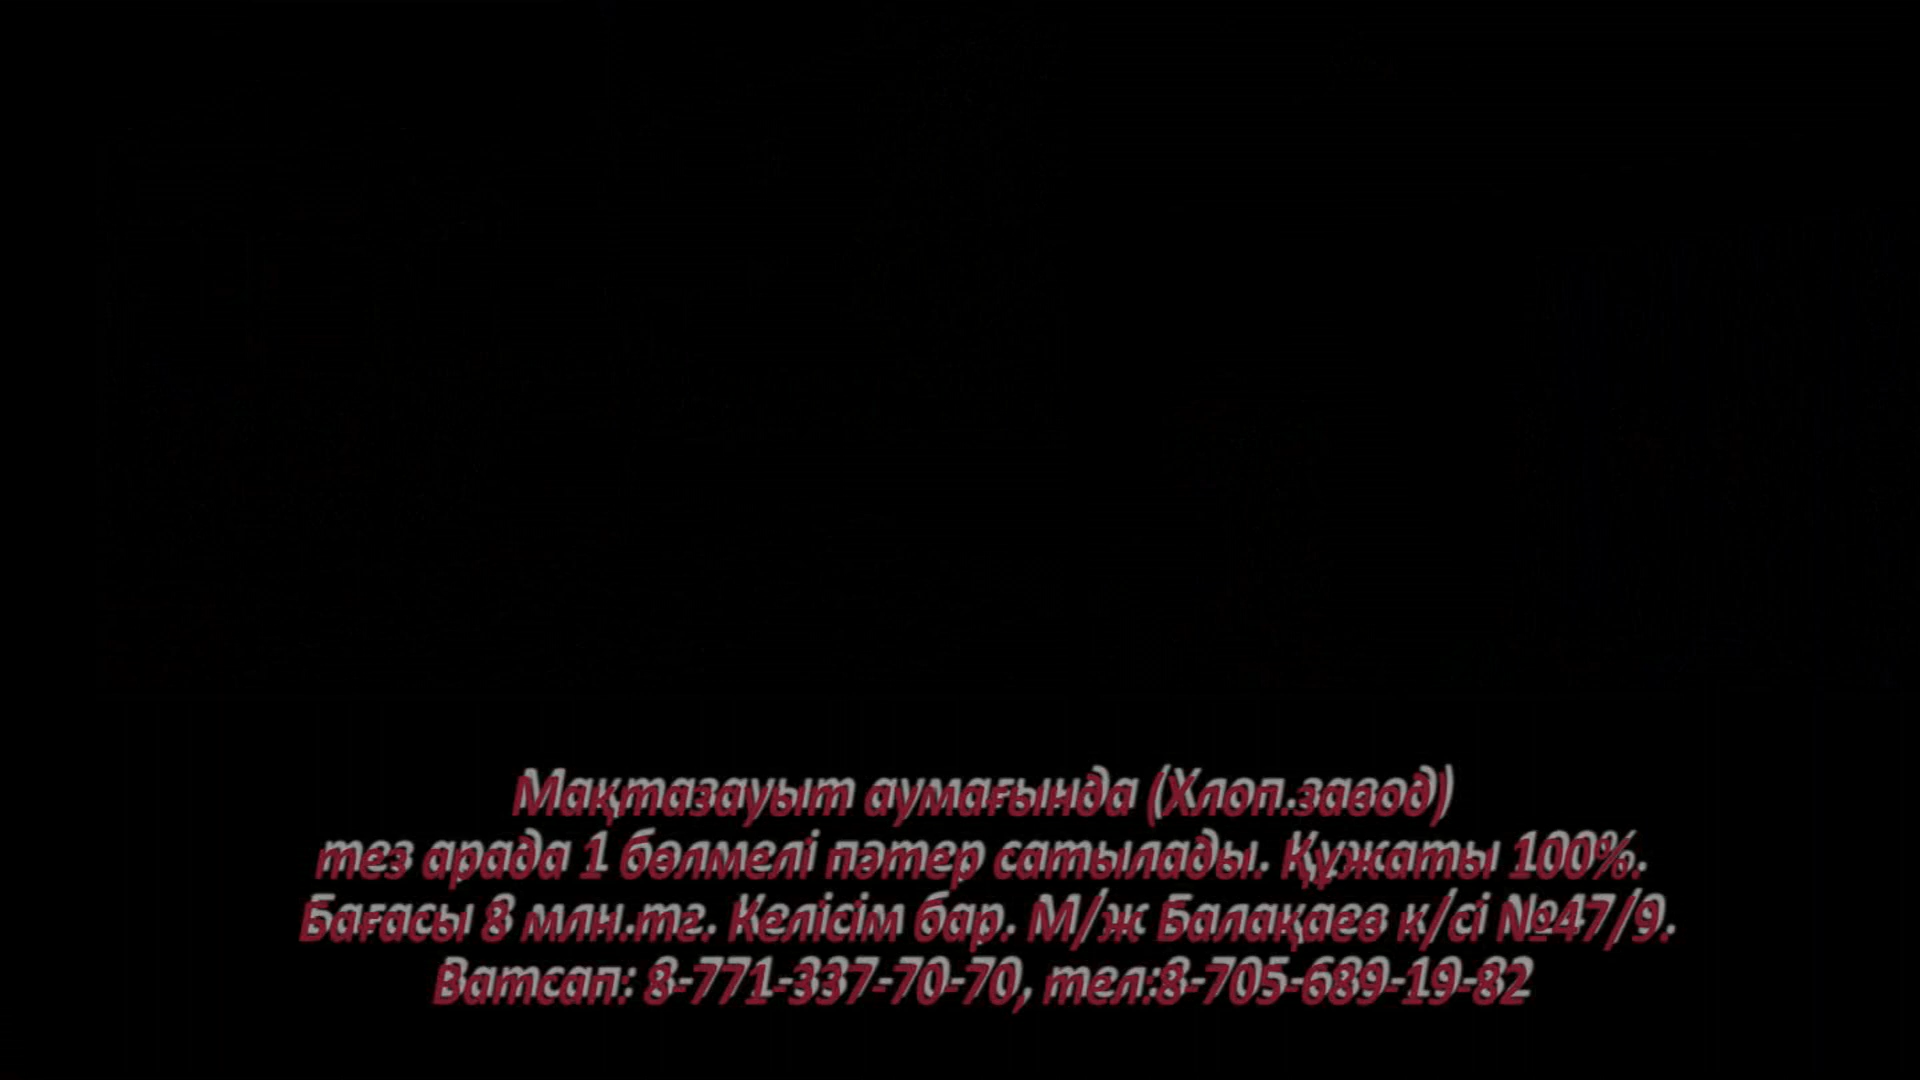 Мақтазауыт аумағында (Хлоп.завод)
тез арада 1 бөлмелі пәтер сатылады. Құжаты 100%.
Бағасы 8 млн.тг. Келісім бар. М/ж Балақаев к/сі №47/9.
Ватсап: 8-771-337-70-70, тел:8-705-689-19-82